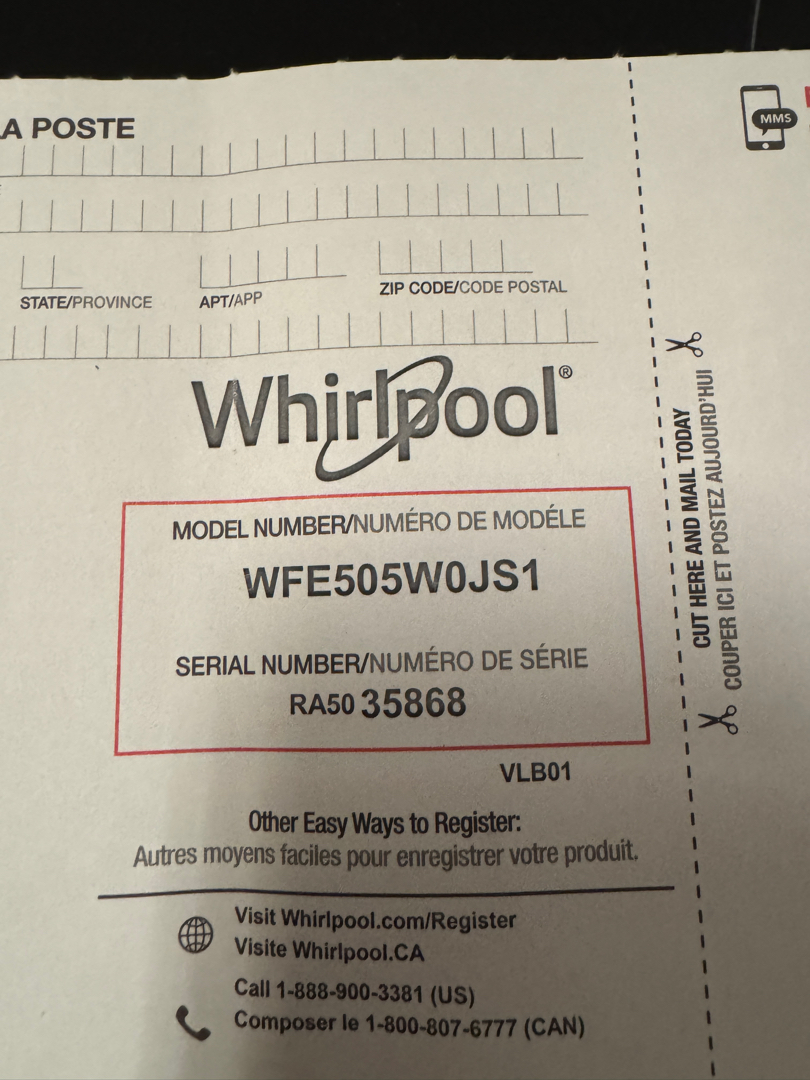 LA POSTE
MMS
STATE/PROVINCE
APT/APP
ZIP CODE/CODE POSTAL
Whirlpool®
MODEL NUMBER/NUMÉRO DE MODÉLE
WFE505W0JS1
SERIAL NUMBER/NUMÉRO DE SÉRIE
RA50 35868
VLB01
Other Easy Ways to Register:
Autres moyens faciles pour enregistrer votre produit.
Visit Whirlpool.com/Register
Visite Whirlpool.CA
Call 1-888-900-3381 (US)
Composer le 1-800-807-6777 (CAN)
CUT HERE AND MAIL TODAY
COUPER ICI ET POSTEZ AUJOURD'HUI